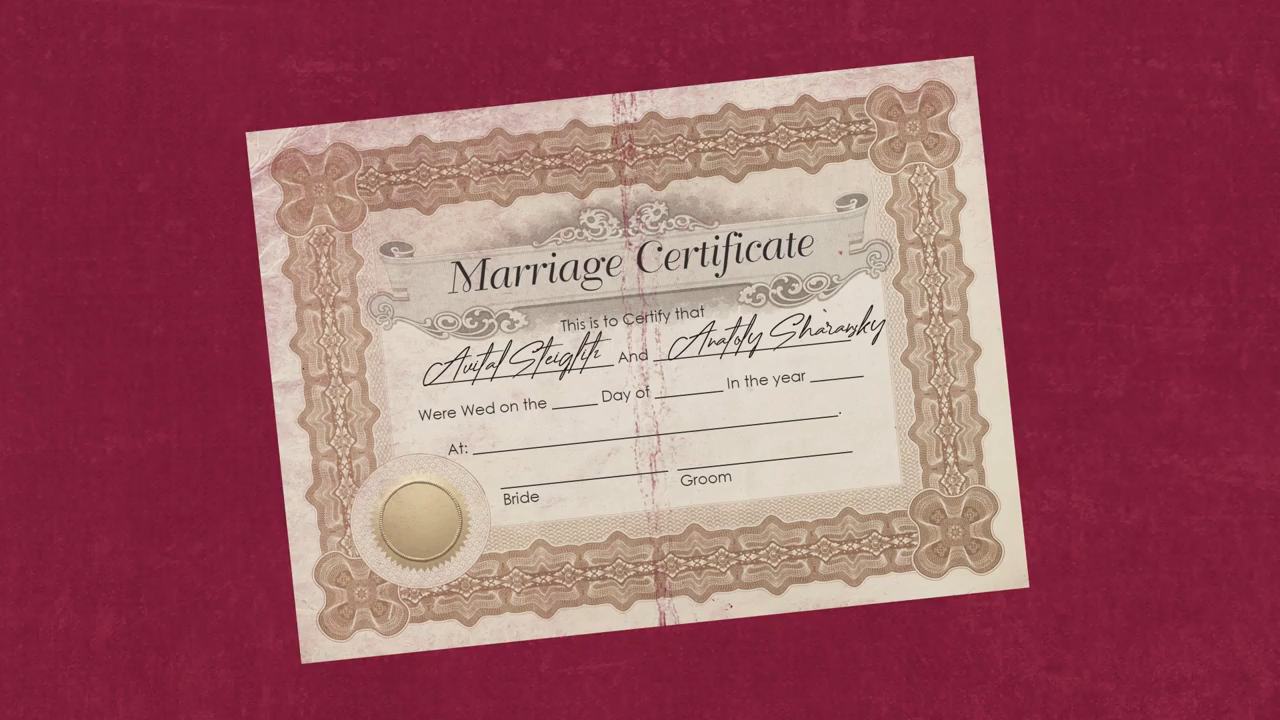 Marriage Certificate
This is to Certify that
Avital Steiglitz And Anatoly Sharansky
Were Wed on the Day of In the year
At: .
Bride Groom